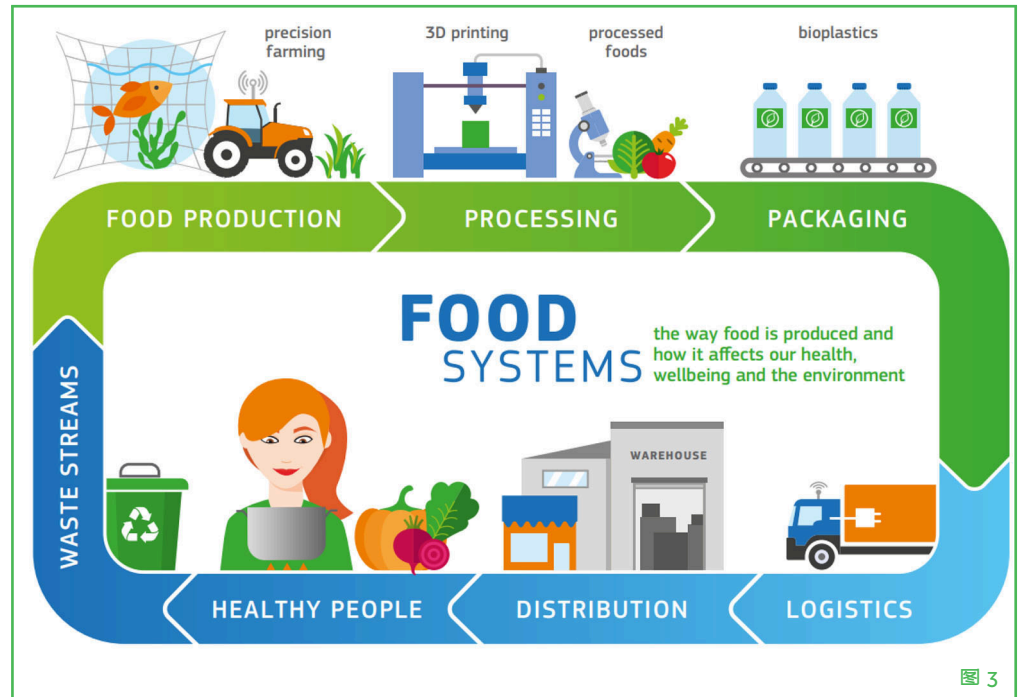 precision
farming
3D printing
processed
foods
bioplastics
FOOD PRODUCTION
PROCESSING
PACKAGING
FOOD
SYSTEMS
the way food is produced and
how it affects our health,
wellbeing and the environment
WASTE STREAMS
WAREHOUSE
HEALTHY PEOPLE
DISTRIBUTION
LOGISTICS
图 3